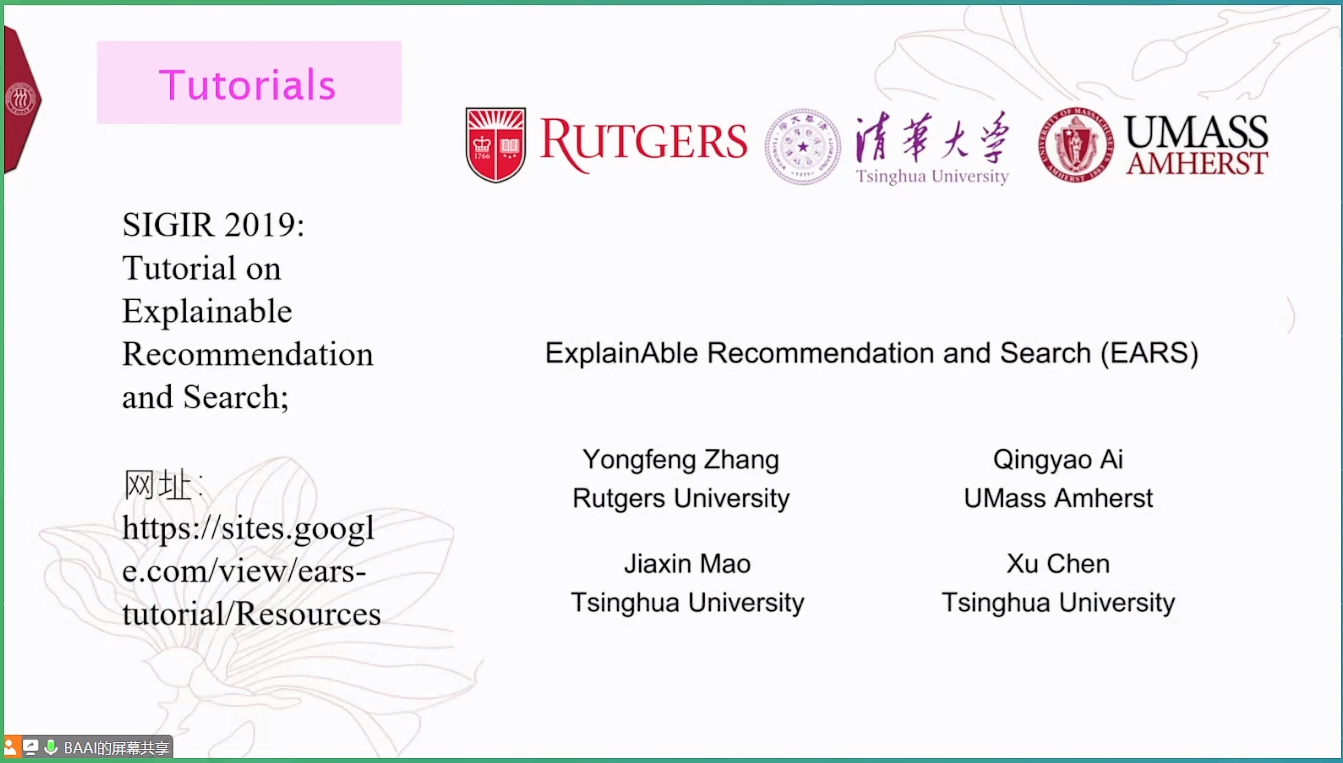 Tutorials
1766
RUTGERS
清華大学
Tsinghua University
UMASS
AMHERST
SIGIR 2019:
Tutorial on
Explainable
Recommendation
and Search;
网址：
https://sites.googl
e.com/view/ears-
tutorial/Resources
ExplainAble Recommendation and Search (EARS)
Yongfeng Zhang
Rutgers University
Qingyao Ai
UMass Amherst
Jiaxin Mao
Tsinghua University
Xu Chen
Tsinghua University
BAAI的屏幕共享